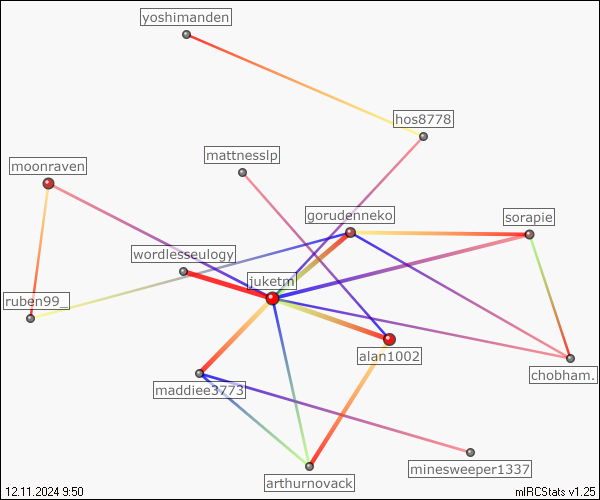 yoshimanden
hos8778
mattnesslp
moonraven
gorudenneko
sorapie
wordlesseulogy
juketm
ruben99_
alan1002
chobham.
maddiee3773
minesweeper1337
arthurnovack
12.11.2024 9:50
mIRCStats v1.25